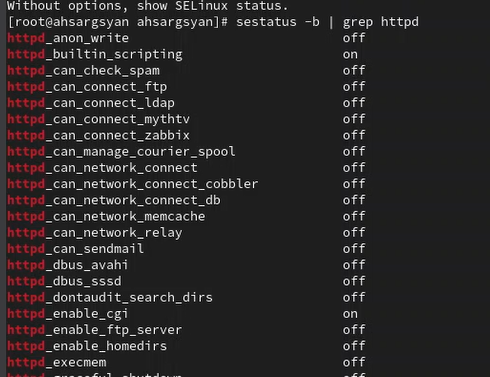 Without options, show SELinux status.
[root@ahsargsyan ahsargsyan]# sestatus -b | grep httpd
httpd_anon_write off
httpd_builtin_scripting on
httpd_can_check_spam off
httpd_can_connect_ftp off
httpd_can_connect_ldap off
httpd_can_connect_mythtv off
httpd_can_connect_zabbix off
httpd_can_manage_courier_spool off
httpd_can_network_connect off
httpd_can_network_connect_cobbler off
httpd_can_network_connect_db off
httpd_can_network_memcache off
httpd_can_network_relay off
httpd_can_sendmail off
httpd_dbus_avahi off
httpd_dbus_sssd off
httpd_dontaudit_search_dirs off
httpd_enable_cgi on
httpd_enable_ftp_server off
httpd_enable_homedirs off
httpd_execmem off